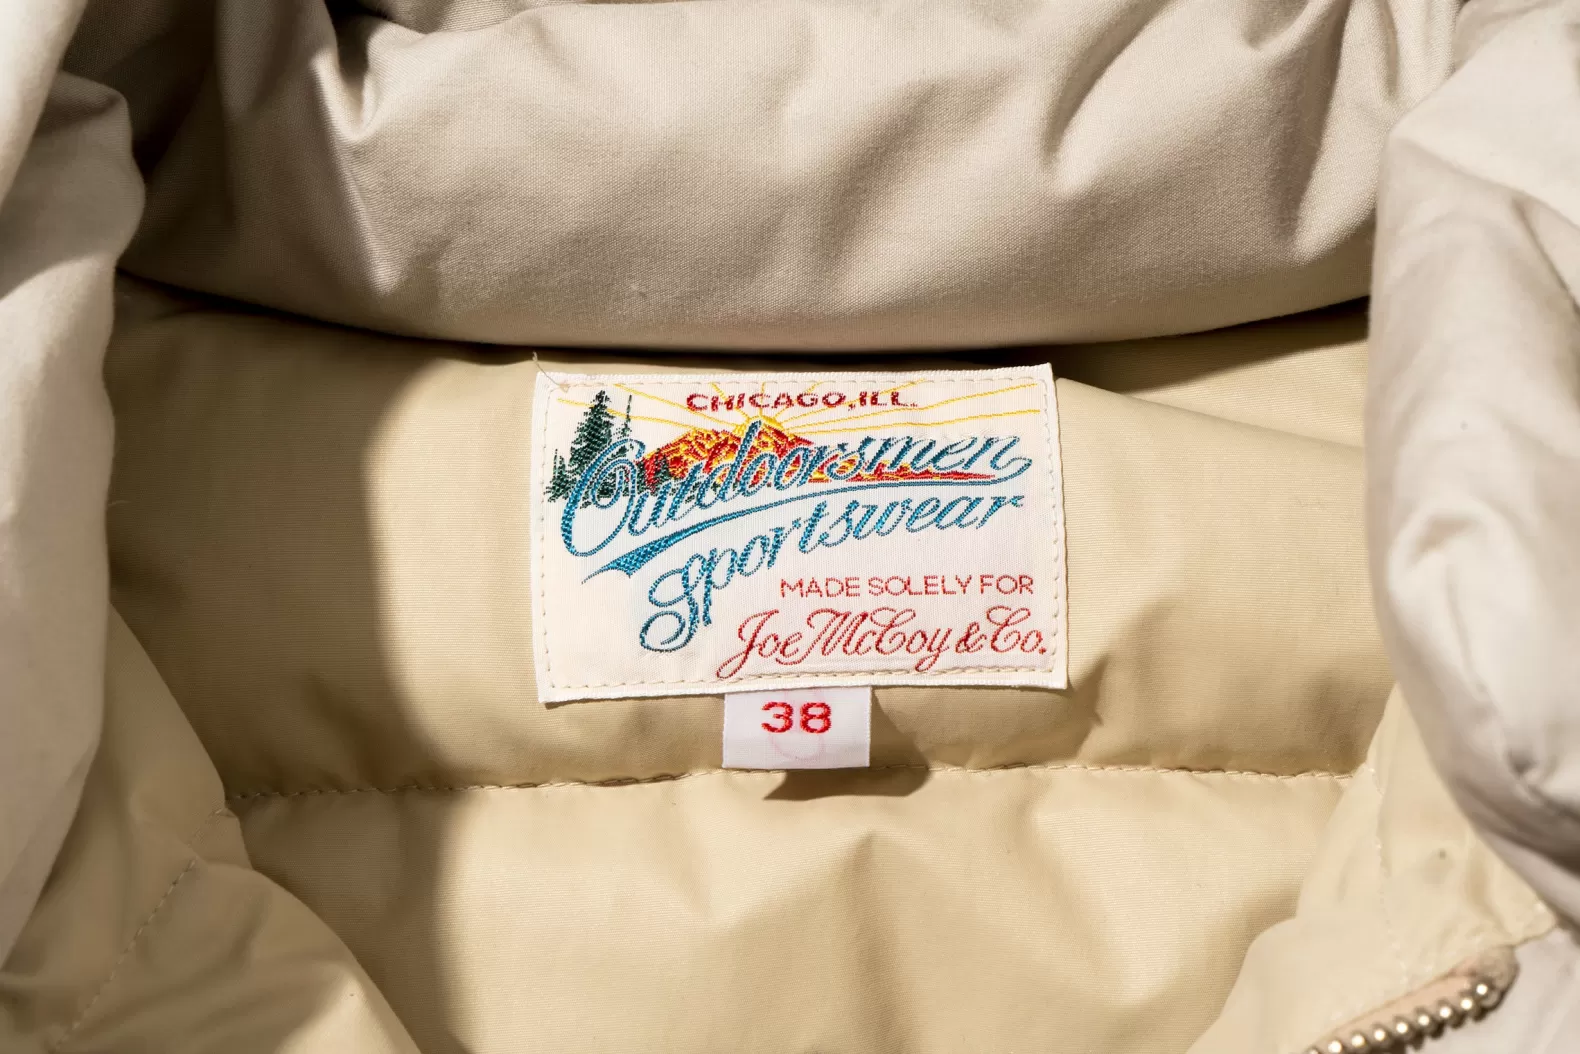 CHICAGO, ILL.
Outdoorsmen
Sportswear
MADE SOLELY FOR
Joe McCoy & Co.
38